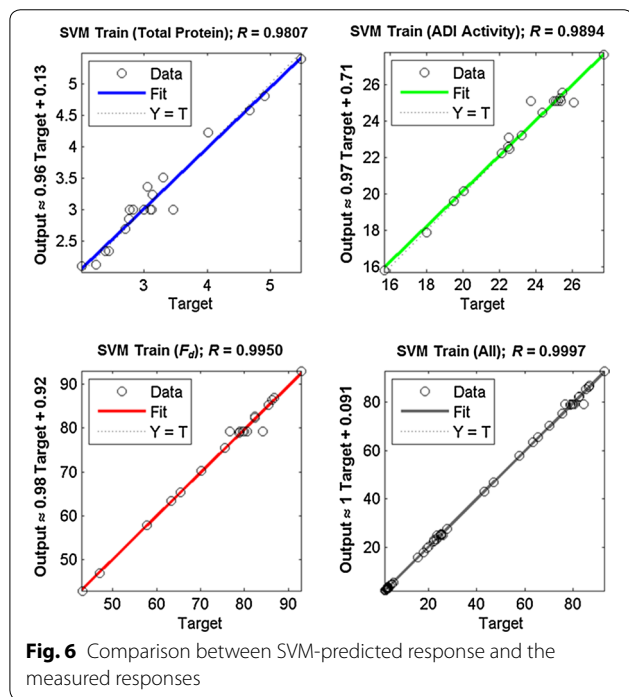 SVM Train (Total Protein); R = 0.9807
Output ≈ 0.96 Target + 0.13
Data
Fit
Y = T
5
4.5
4
3.5
3
2.5
3
4
5
Target
SVM Train (ADI Activity); R = 0.9894
Output ≈ 0.97 Target + 0.71
Data
Fit
Y = T
26
24
22
20
18
16
16
18
20
22
24
26
Target
SVM Train (Fd); R = 0.9950
Output ≈ 0.98 Target + 0.92
Data
Fit
Y = T
90
80
70
60
50
50
60
70
80
90
Target
SVM Train (All); R = 0.9997
Output ≈ 1 Target + 0.091
Data
Fit
Y = T
80
60
40
20
20
40
60
80
Target
Fig. 6 Comparison between SVM-predicted response and the
measured responses